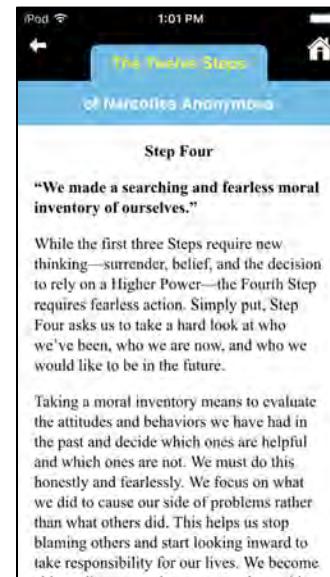 iPod 1:01 PM
The Twelve Steps
of Narcotics Anonymous
Step Four
“We made a searching and fearless moral
inventory of ourselves.”
While the first three Steps require new
thinking—surrender, belief, and the decision
to rely on a Higher Power—the Fourth Step
requires fearless action. Simply put, Step
Four asks us to take a hard look at who
we’ve been, who we are now, and who we
would like to be in the future.
Taking a moral inventory means to evaluate
the attitudes and behaviors we have had in
the past and decide which ones are helpful
and which ones are not. We must do this
honestly and fearlessly. We focus on what
we did to cause our side of problems rather
than what others did. This helps us stop
blaming others and start looking inward to
take responsibility for our lives. We become